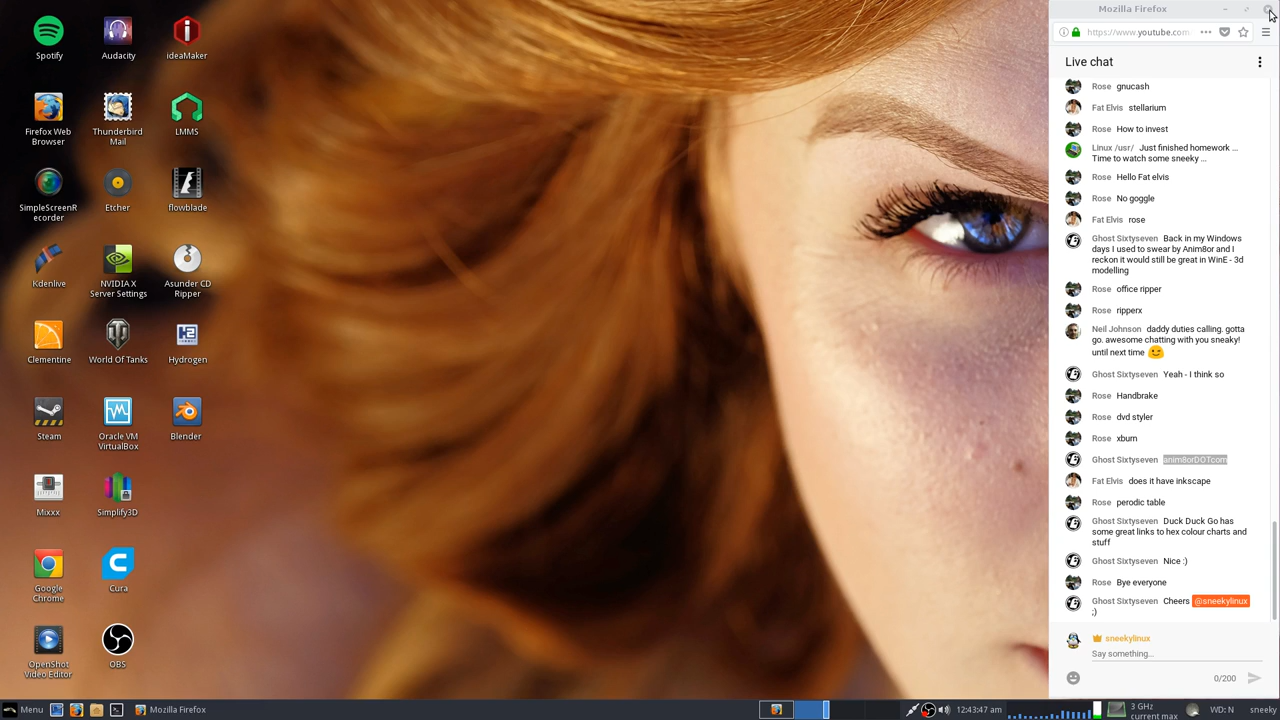 Spotify
Audacity
ideaMaker
Firefox Web
Browser
Thunderbird
Mail
LMMS
SimpleScreenR
ecorder
Etcher
flowblade
Kdenlive
NVIDIA X
Server Settings
Asunder CD
Ripper
Clementine
World Of Tanks
Hydrogen
Steam
Oracle VM
VirtualBox
Blender
Mixxx
Simplify3D
Google
Chrome
Cura
OpenShot
Video Editor
OBS
Mozilla Firefox
https://www.youtube.com
Live chat
Rose gnucash
Fat Elvis stellarium
Rose How to invest
Linux /usr/ Just finished homework ...
Time to watch some sneeky ...
Rose Hello Fat elvis
Rose No goggle
Fat Elvis rose
Ghost Sixtyseven Back in my Windows
days I used to swear by Anim8or and I
reckon it would still be great in WinE - 3d
modelling
Rose office ripper
Rose ripperx
Neil Johnson daddy duties calling. gotta
go. awesome chatting with you sneaky!
until next time
Ghost Sixtyseven Yeah - I think so
Rose Handbrake
Rose dvd styler
Rose xburn
Ghost Sixtyseven anim8orDOTcom
Fat Elvis does it have inkscape
Rose perodic table
Ghost Sixtyseven Duck Duck Go has
some great links to hex colour charts and
stuff
Ghost Sixtyseven Nice :)
Rose Bye everyone
Ghost Sixtyseven Cheers @sneekylinux
;)
sneekylinux
Say something...
0/200
Menu
Mozilla Firefox
12:43:47 am
3 GHz
current max
WD: N
sneeky